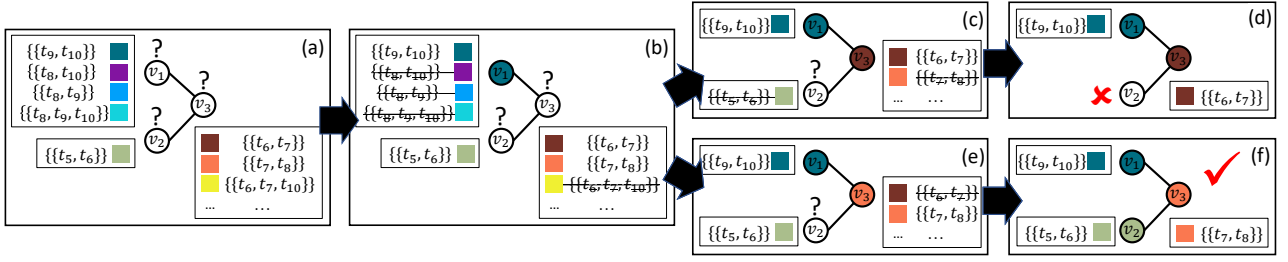 (a)
{{t₉, t₁₀}} ?
{{t₈, t₁₀}} v₁ ?
{{t₈, t₉}}
{{t₈, t₉, t₁₀}} ? v₃
v₂
{{t₅, t₆}}
{{t₆, t₇}}
{{t₇, t₈}}
{{t₆, t₇, t₁₀}}
... ...
(b)
{{t₉, t₁₀}}
{{t₈, t₁₀}} v₁ ?
{{t₈, t₉}}
{{t₈, t₉, t₁₀}} ? v₃
v₂
{{t₅, t₆}}
{{t₆, t₇}}
{{t₇, t₈}}
{{t₆, t₇, t₁₀}}
... ...
(c)
{{t₉, t₁₀}} v₁
v₃ {{t₆, t₇}}
? {{t₇, t₈}}
{{t₅, t₆}} v₂ ... ...
(d)
{{t₉, t₁₀}} v₁
v₃
✘ v₂ {{t₆, t₇}}
(e)
{{t₉, t₁₀}} v₁
v₃ {{t₆, t₇}}
? {{t₇, t₈}}
{{t₅, t₆}} v₂ ... ...
(f)
{{t₉, t₁₀}} v₁ ✓
v₃
{{t₅, t₆}} v₂ {{t₇, t₈}}